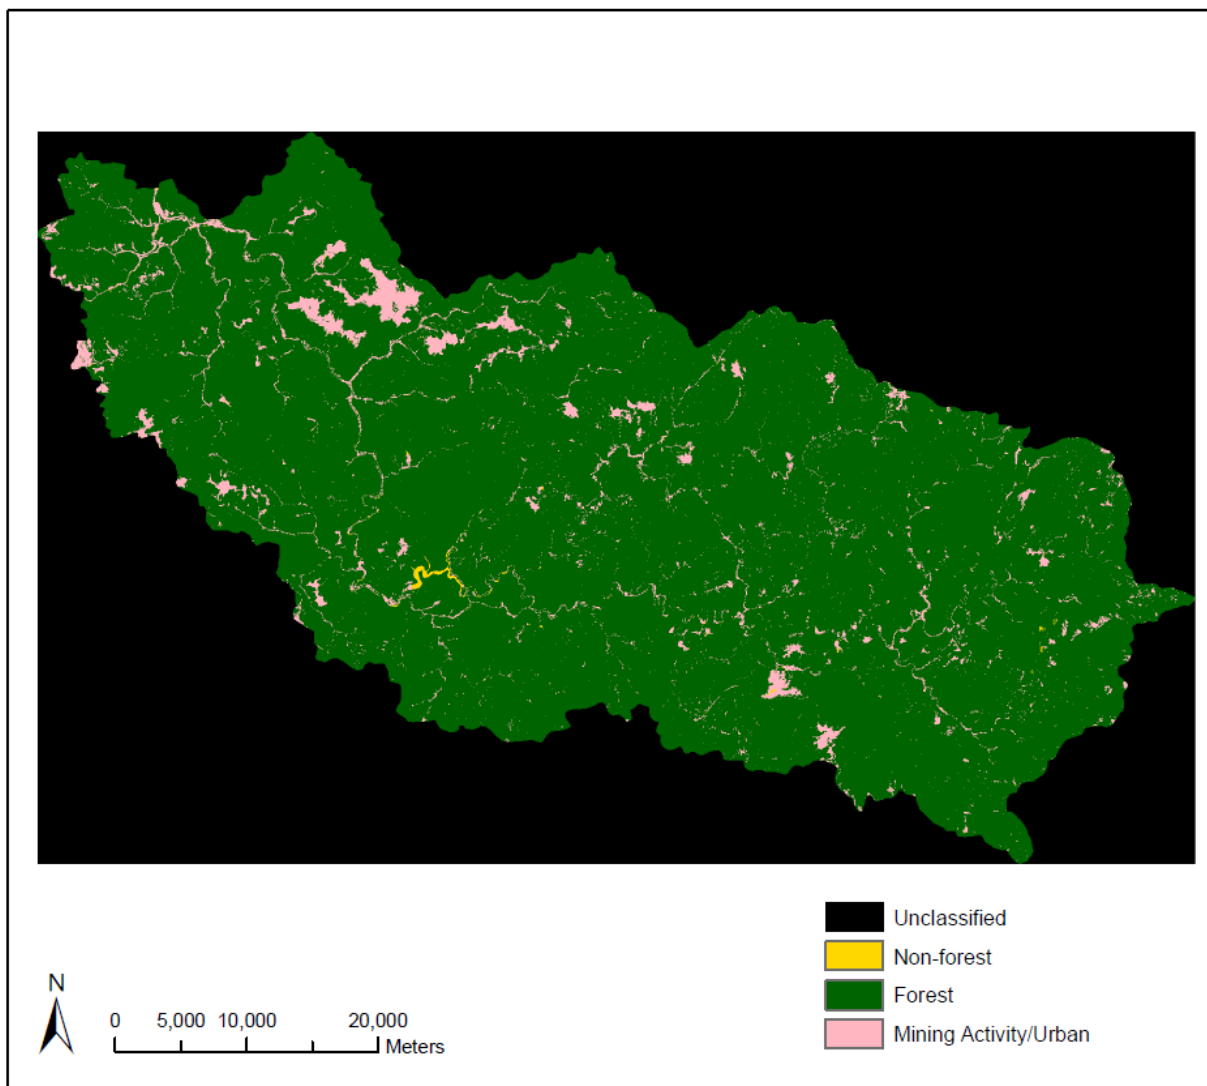 Unclassified
Non-forest
Forest
Mining Activity/Urban
N
0 5,000 10,000 20,000
Meters